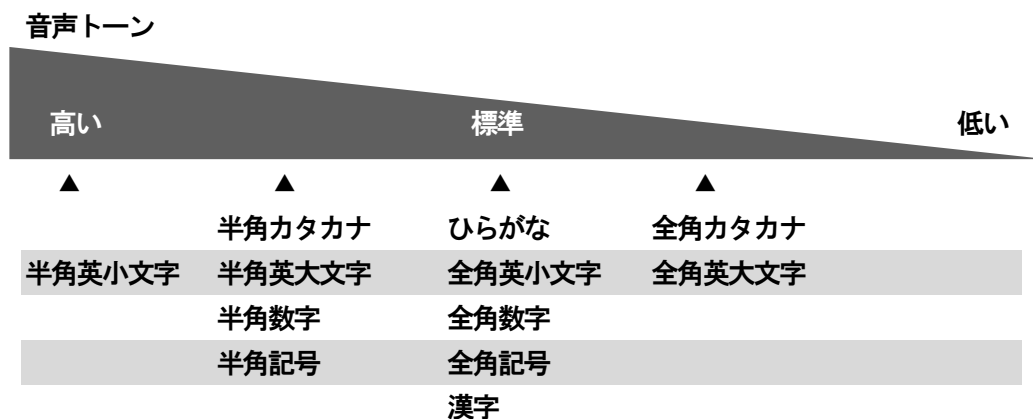 音声トーン
高い 標準 低い
▲ ▲ ▲ ▲
半角カタカナ ひらがな 全角カタカナ
半角英小文字 半角英大文字 全角英小文字 全角英大文字
半角数字 全角数字
半角記号 全角記号
漢字